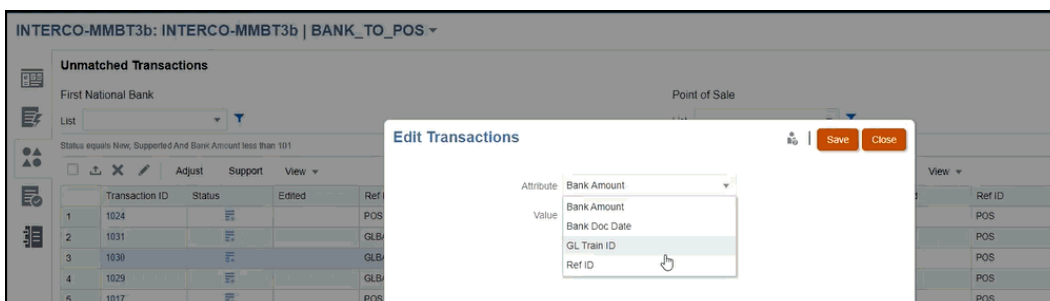 INTERCO-MMBT3b: INTERCO-MMBT3b | BANK_TO_POS
Unmatched Transactions
First National Bank
Point of Sale
List
Status equals New, Supported And Bank Amount less than 101
Adjust Support View
View
Transaction ID Status Edited Ref
Ref ID
1 1024 POS
POS
2 1031 GLBA
POS
3 1030 GLBA
POS
4 1029 GLBA
POS
5 1017 POS
POS
Edit Transactions
Save Close
Attribute Bank Amount
Value
Bank Amount
Bank Doc Date
GL Train ID
Ref ID